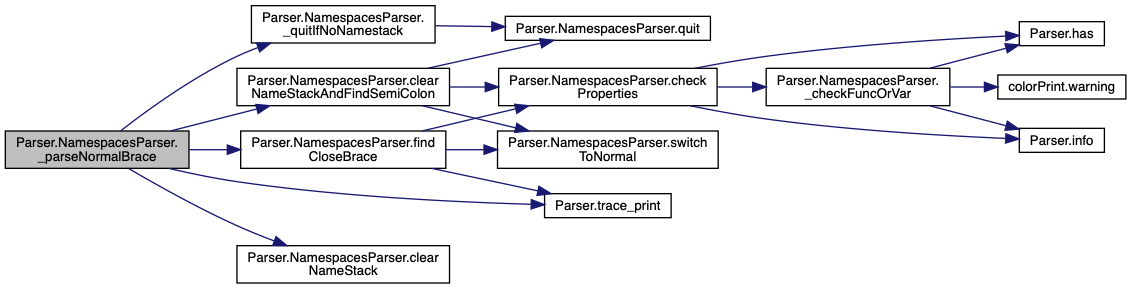 Parser.NamespacesParser.
_parseNormalBrace
Parser.NamespacesParser.
_quitIfNoNamestack
Parser.NamespacesParser.clear
NameStackAndFindSemiColon
Parser.NamespacesParser.find
CloseBrace
Parser.NamespacesParser.clear
NameStack
Parser.NamespacesParser.quit
Parser.NamespacesParser.check
Properties
Parser.NamespacesParser.switch
ToNormal
Parser.trace_print
Parser.NamespacesParser.
_checkFuncOrVar
Parser.has
colorPrint.warning
Parser.info